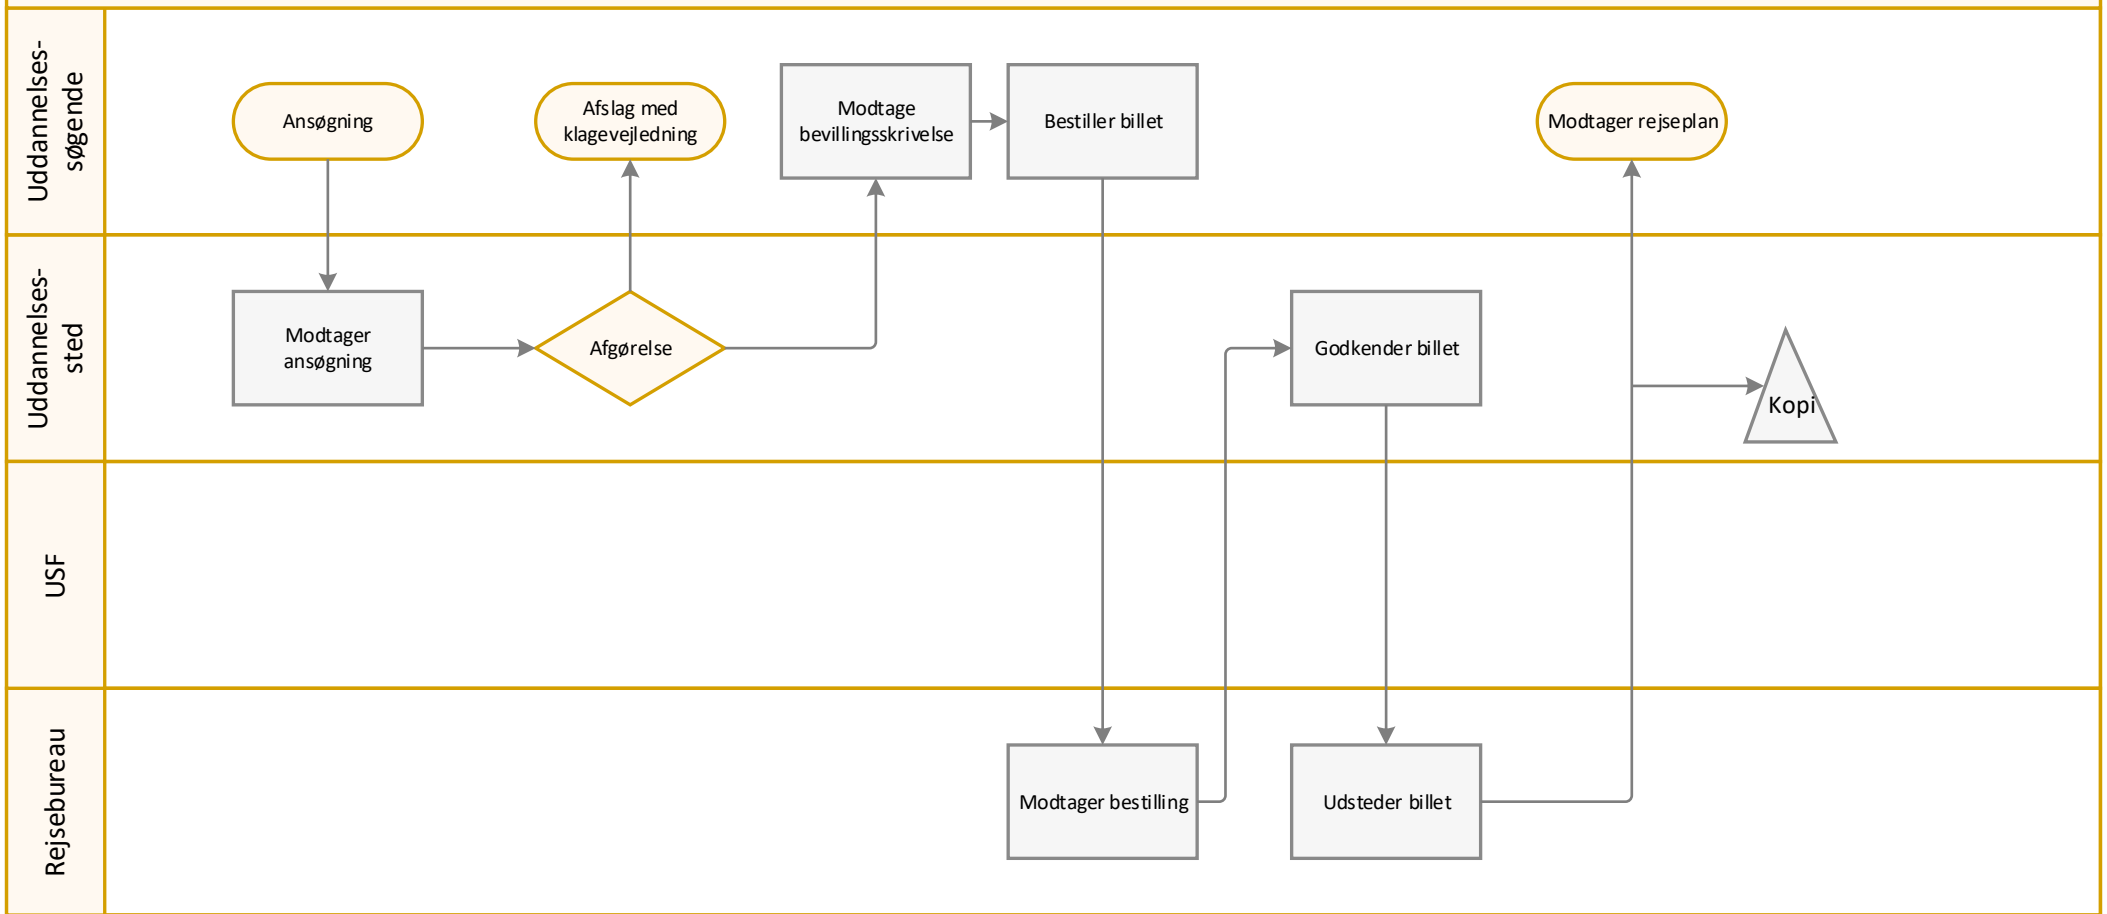 Uddannelses-
søgende
Ansøgning
Afslag med
klagevejledning
Modtage
bevillingsskrivelse
Bestiller billet
Modtager rejseplan
Uddannelses-
sted
Modtager
ansøgning
Afgørelse
Godkender billet
Kopi
USF
Rejsebureau
Modtager bestilling
Udsteder billet